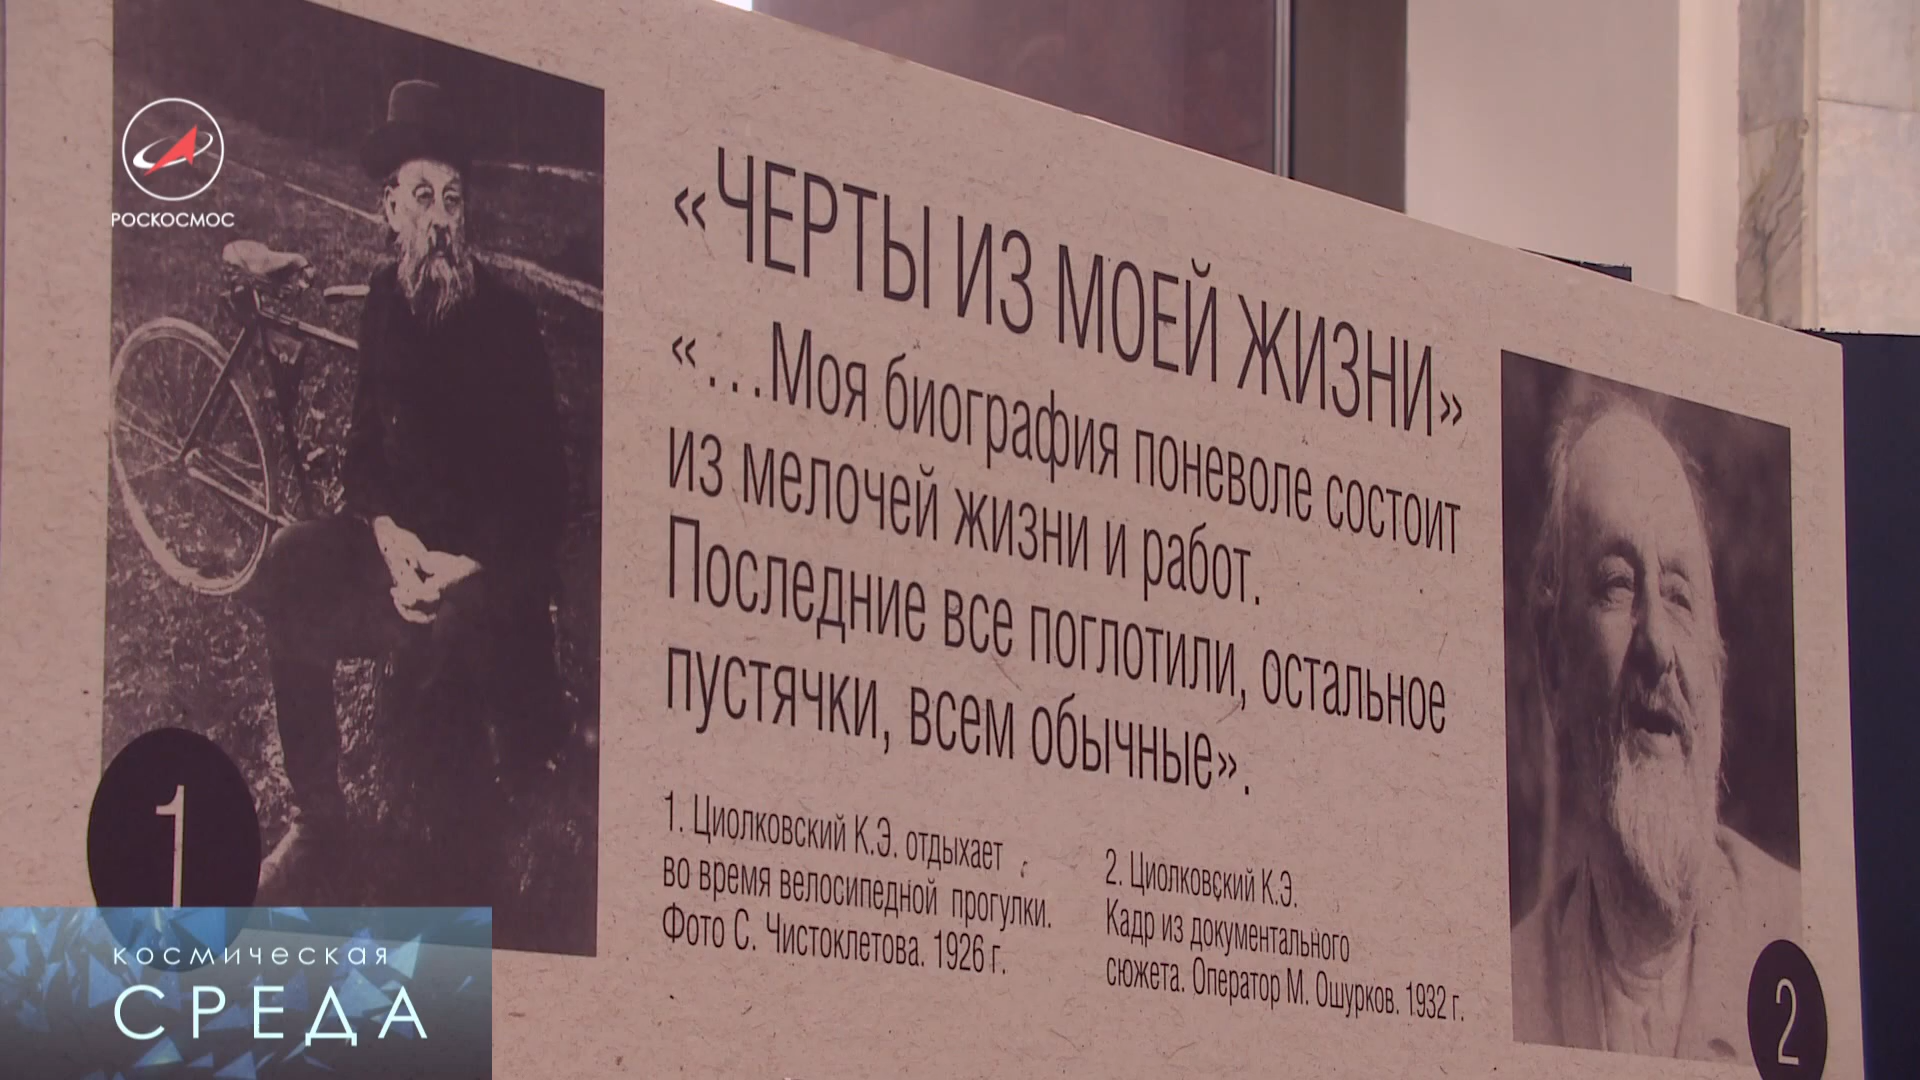 РОСКОСМОС
«ЧЕРТЫ ИЗ МОЕЙ ЖИЗНИ»
«...Моя биография поневоле состоит
из мелочей жизни и работ.
Последние все поглотили, остальное
пустячки, всем обычные».
1. Циолковский К.Э. отдыхает
во время велосипедной прогулки.
Фото С. Чистоклетова. 1926 г.
2. Циолковский К.Э.
Кадр из документального
сюжета. Оператор М. Ошурков. 1932 г.
1
2
космическая
СРЕДА